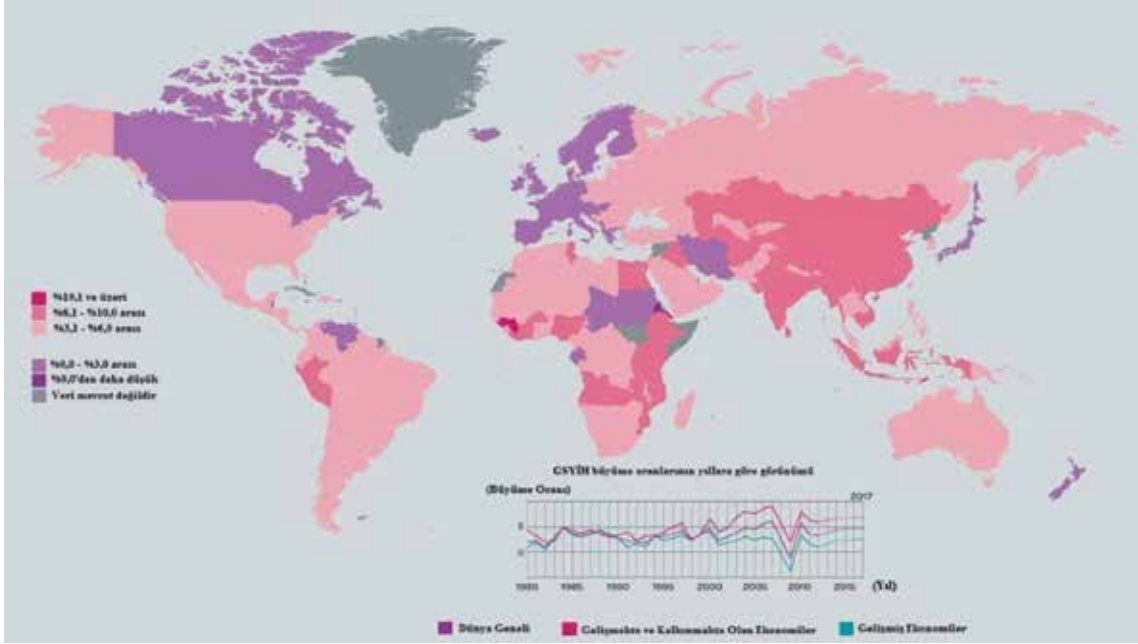 %10,1 ve üzeri
%6,1 - %10,0 arası
%3,1 - %6,0 arası
%0,0 - %3,0 arası
%0,0'dan daha düşük
Veri mevcut değildir
GSYİH büyüme oranlarının yıllara göre görünümü
(Büyüme Oranı)
2017
5
0
1980 1985 1990 1995 2000 2005 2010 2015 (Yıl)
Dünya Geneli Gelişmekte ve Kalkınmakta Olan Ekonomiler Gelişmiş Ekonomiler